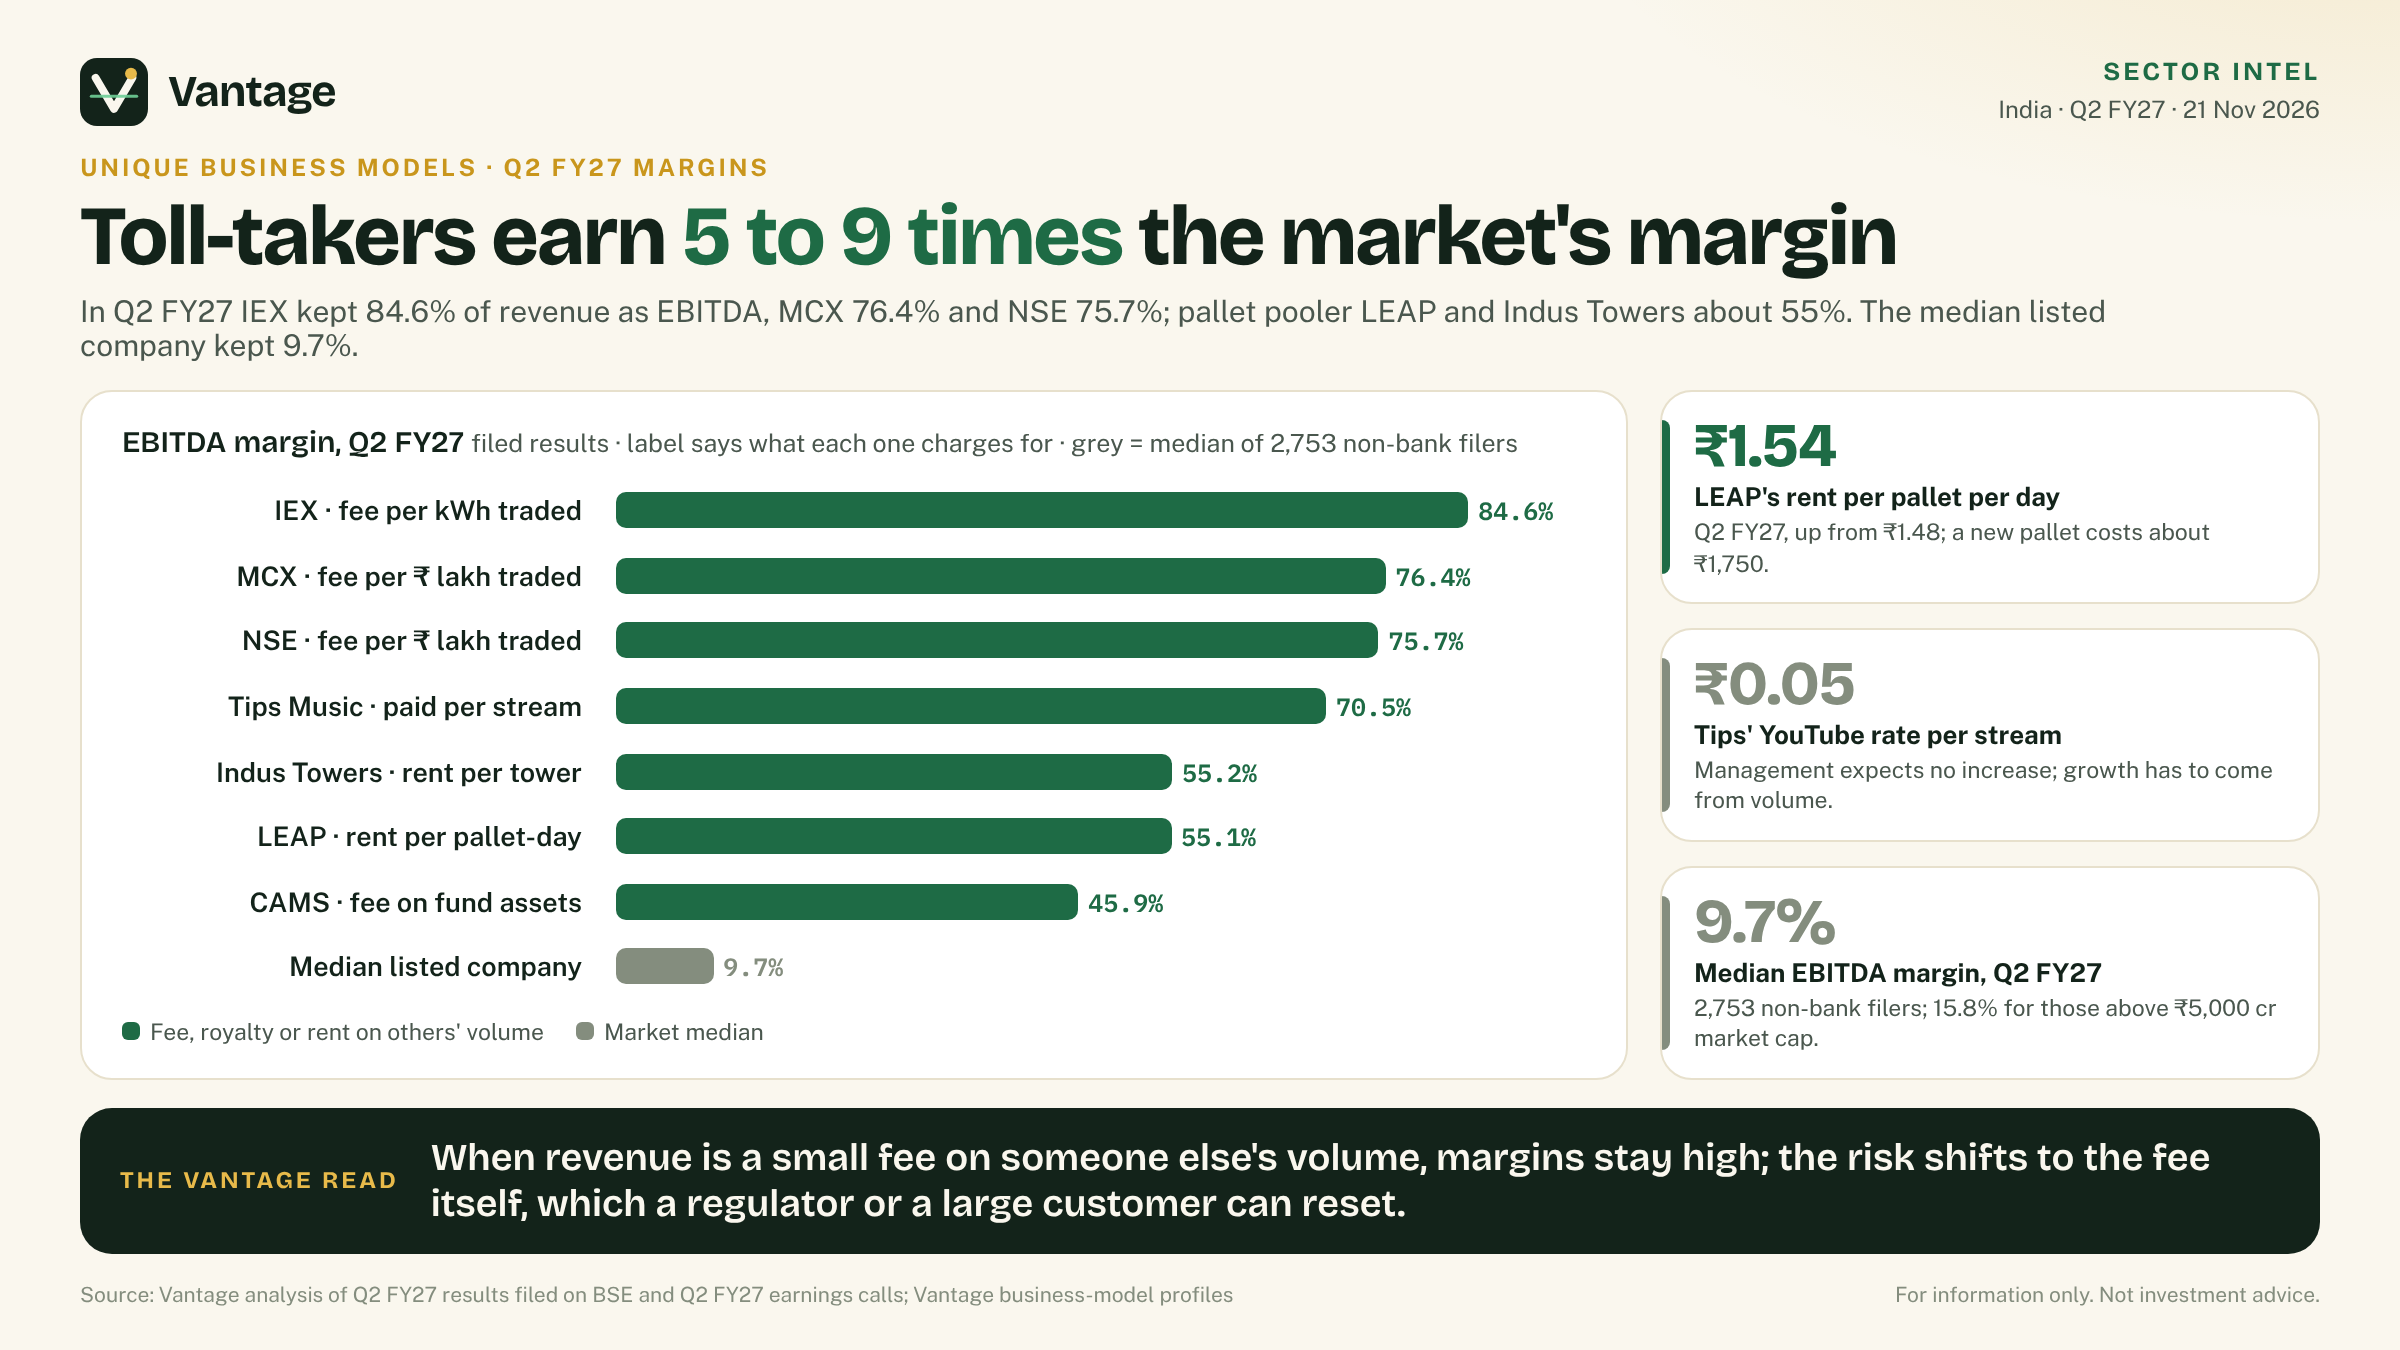 Vantage
SECTOR INTEL
India · Q2 FY27 · 21 Nov 2026
UNIQUE BUSINESS MODELS · Q2 FY27 MARGINS
Toll-takers earn 5 to 9 times the market's margin
In Q2 FY27 IEX kept 84.6% of revenue as EBITDA, MCX 76.4% and NSE 75.7%; pallet pooler LEAP and Indus Towers about 55%. The median listed
company kept 9.7%.
EBITDA margin, Q2 FY27 filed results · label says what each one charges for · grey = median of 2,753 non-bank filers
IEX · fee per kWh traded 84.6%
MCX · fee per ₹ lakh traded 76.4%
NSE · fee per ₹ lakh traded 75.7%
Tips Music · paid per stream 70.5%
Indus Towers · rent per tower 55.2%
LEAP · rent per pallet-day 55.1%
CAMS · fee on fund assets 45.9%
Median listed company 9.7%
Fee, royalty or rent on others' volume Market median
₹1.54
LEAP's rent per pallet per day
Q2 FY27, up from ₹1.48; a new pallet costs about
₹1,750.
₹0.05
Tips' YouTube rate per stream
Management expects no increase; growth has to come
from volume.
9.7%
Median EBITDA margin, Q2 FY27
2,753 non-bank filers; 15.8% for those above ₹5,000 cr
market cap.
THE VANTAGE READ
When revenue is a small fee on someone else's volume, margins stay high; the risk shifts to the fee
itself, which a regulator or a large customer can reset.
Source: Vantage analysis of Q2 FY27 results filed on BSE and Q2 FY27 earnings calls; Vantage business-model profiles
For information only. Not investment advice.